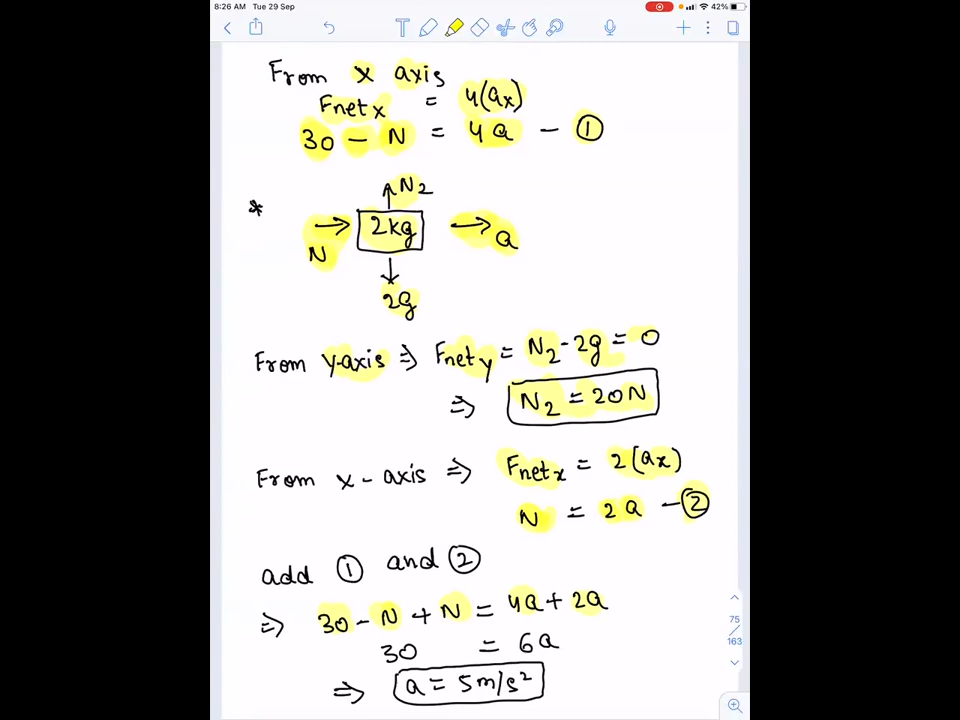 8:26 AM Tue 29 Sep 42%
From x axis
Fnet x = 4(ax)
30 - N = 4a - ①
N2
* N → 2kg → a
2g
From y-axis ⇒ Fnet y = N2 - 2g = 0
⇒ N2 = 20N
From x-axis ⇒ Fnet x = 2(ax)
N = 2a - ②
add ① and ②
⇒ 30 - N + N = 4a + 2a
30 = 6a
⇒ a = 5m/s²
75
/
163